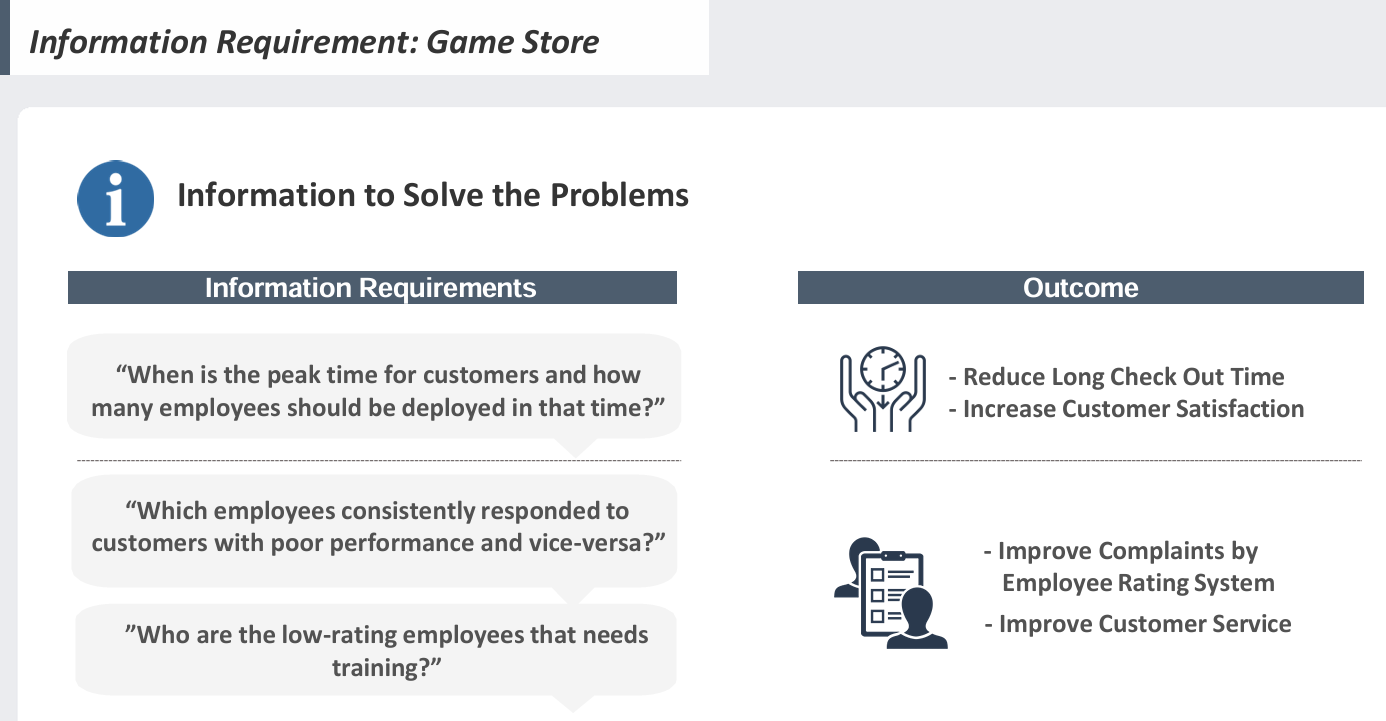 Information Requirement: Game Store
Information to Solve the Problems
Information Requirements
“When is the peak time for customers and how
many employees should be deployed in that time?”
“Which employees consistently responded to
customers with poor performance and vice-versa?”
”Who are the low-rating employees that needs
training?”
Outcome
- Reduce Long Check Out Time
- Increase Customer Satisfaction
- Improve Complaints by
Employee Rating System
- Improve Customer Service